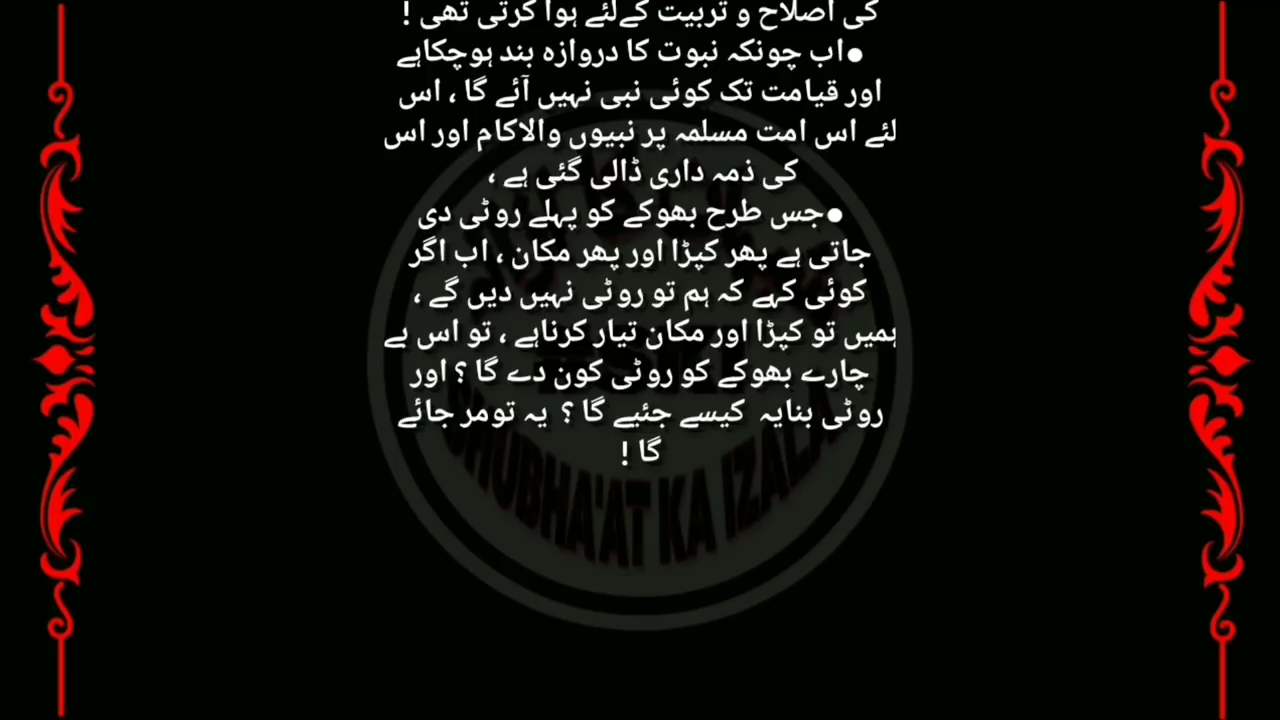 کی اصلاح و تربیت کےلئے ہوا کرتی تھی !
●اب چونکہ نبوت کا دروازہ بند ہوچکاہے
اور قیامت تک کوئی نبی نہیں آئے گا ، اس
لئے اس امت مسلمہ پر نبیوں والاکام اور اس
کی ذمہ داری ڈالی گئی ہے ،
●جس طرح بھوکے کو پہلے روٹی دی
جاتی ہے پھر کپڑا اور پھر مکان ، اب اگر
کوئی کہے کہ ہم تو روٹی نہیں دیں گے ،
ہمیں تو کپڑا اور مکان تیار کرناہے ، تو اس بے
چارے بھوکے کو روٹی کون دے گا ؟ اور
روٹی بنایہ کیسے جئیے گا ؟ یہ تومر جائے
گا !
SHUBHA'AT KA IZALA